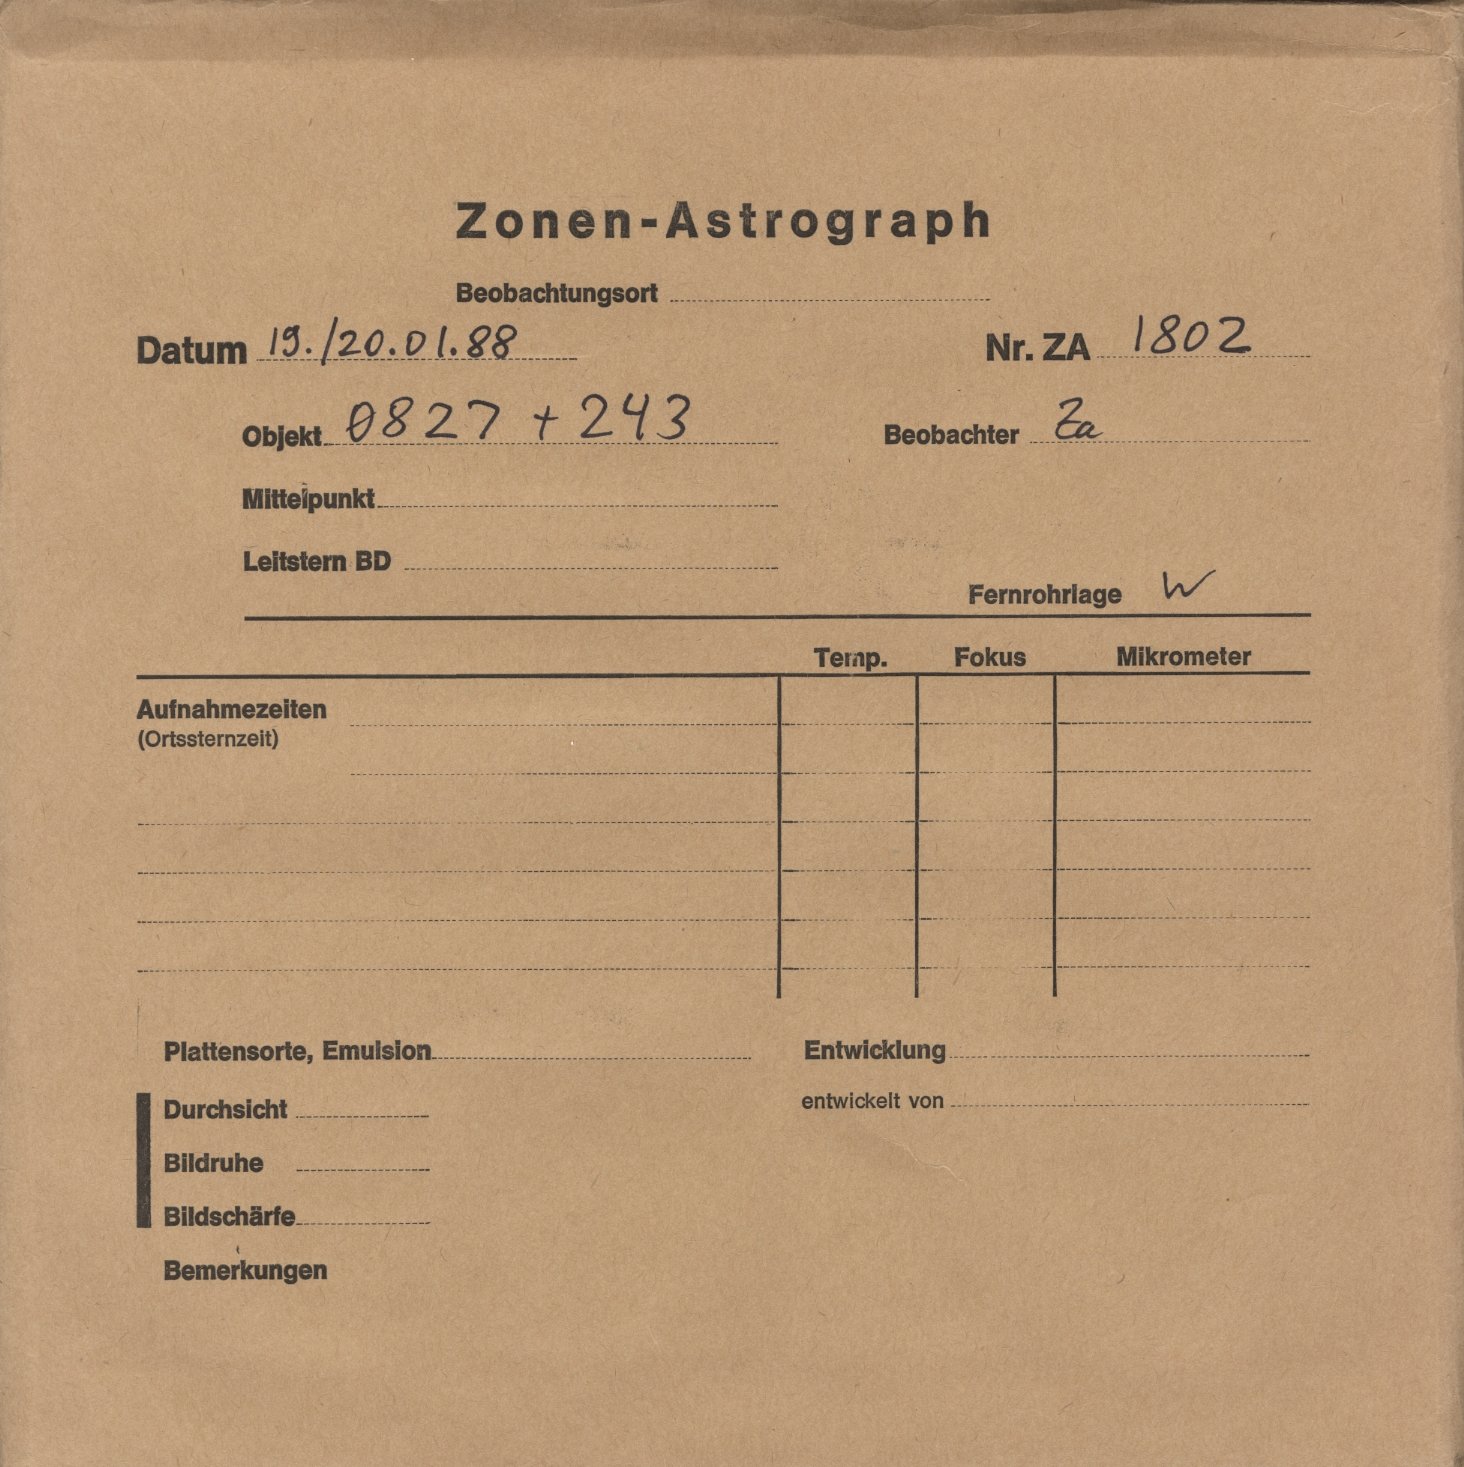 Zonen-Astrograph
Beobachtungsort
Datum 19./20.01.88 Nr. ZA 1802
Objekt 0827 + 243 Beobachter Za
Mittelpunkt
Leitstern BD
Fernrohrlage W
Temp. Fokus Mikrometer
Aufnahmezeiten
(Ortssternzeit)
Plattensorte, Emulsion Entwicklung
Durchsicht entwickelt von
Bildruhe
Bildschärfe
Bemerkungen